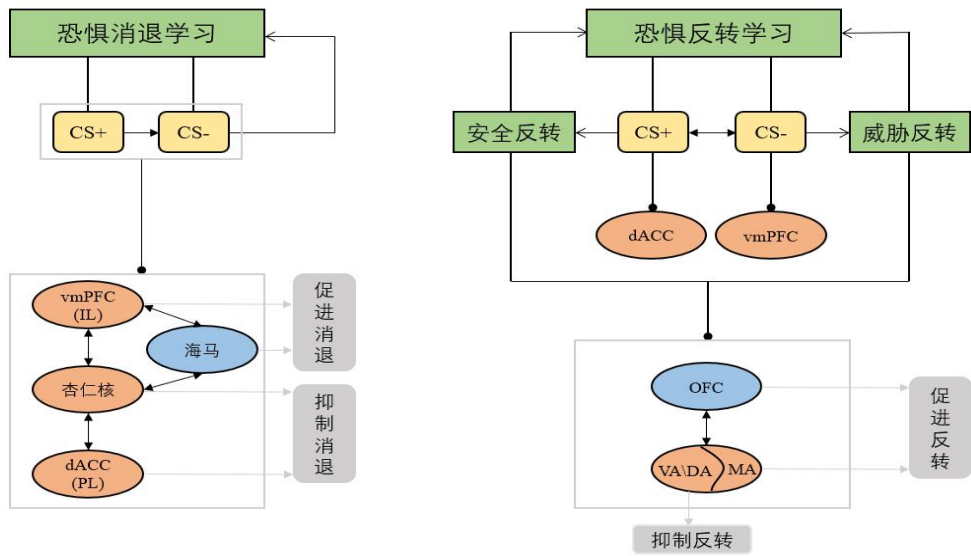 恐惧消退学习
CS+
CS-
vmPFC
(IL)
海马
杏仁核
dACC
(PL)
促进消退
抑制消退
恐惧反转学习
安全反转
CS+
CS-
威胁反转
dACC
vmPFC
OFC
VA\DA
MA
促进反转
抑制反转